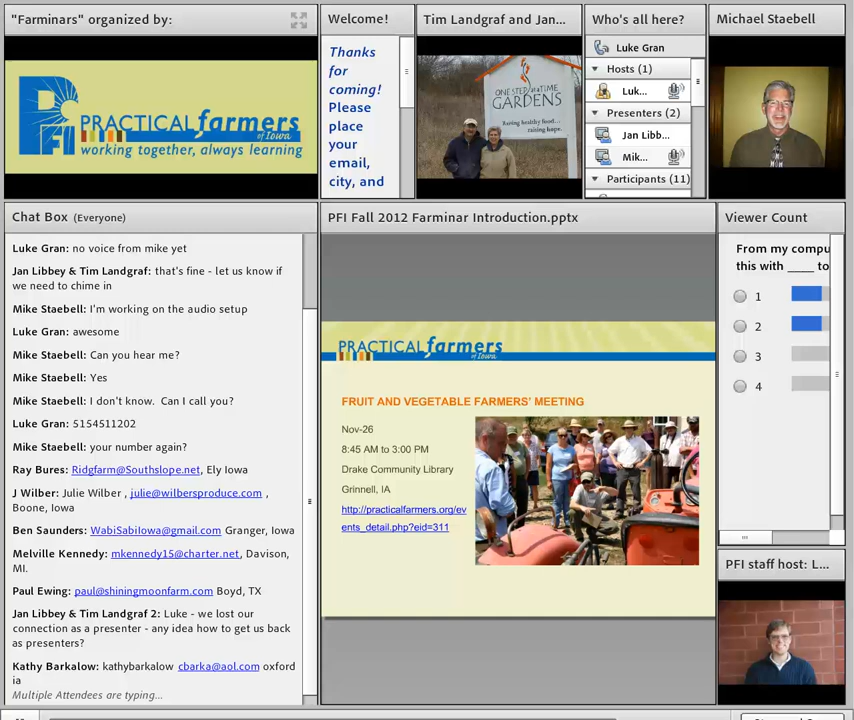 "Farminars" organized by:
PFI
PRACTICAL farmers
of Iowa
working together, always learning
Welcome!
Thanks
for
coming!
Please
place
your
email,
city, and
Tim Landgraf and Jan...
ONE STEP at a TIME
GARDENS
Raising healthy food...
raising hope.
Who's all here?
Luke Gran
Hosts (1)
Luk...
Presenters (2)
Jan Libb...
Mik...
Participants (11)
Michael Staebell
Chat Box (Everyone)
Luke Gran: no voice from mike yet
Jan Libbey & Tim Landgraf: that's fine - let us know if
we need to chime in
Mike Staebell: I'm working on the audio setup
Luke Gran: awesome
Mike Staebell: Can you hear me?
Mike Staebell: Yes
Mike Staebell: I don't know. Can I call you?
Luke Gran: 5154511202
Mike Staebell: your number again?
Ray Bures: Ridgfarm@Southslope.net, Ely Iowa
J Wilber: Julie Wilber , julie@wilbersproduce.com ,
Boone, Iowa
Ben Saunders: WabiSabiIowa@gmail.com Granger, Iowa
Melville Kennedy: mkennedy15@charter.net, Davison,
MI.
Paul Ewing: paul@shiningmoonfarm.com Boyd, TX
Jan Libbey & Tim Landgraf 2: Luke - we lost our
connection as a presenter - any idea how to get us back
as presenters?
Kathy Barkalow: kathybarkalow cbarka@aol.com oxford
ia
Multiple Attendees are typing...
PFI Fall 2012 Farminar Introduction.pptx
PRACTICAL farmers
of Iowa
FRUIT AND VEGETABLE FARMERS' MEETING
Nov-26
8:45 AM to 3:00 PM
Drake Community Library
Grinnell, IA
http://practicalfarmers.org/ev
ents_detail.php?eid=311
Viewer Count
From my compu
this with ____ to
1
2
3
4
PFI staff host: L...